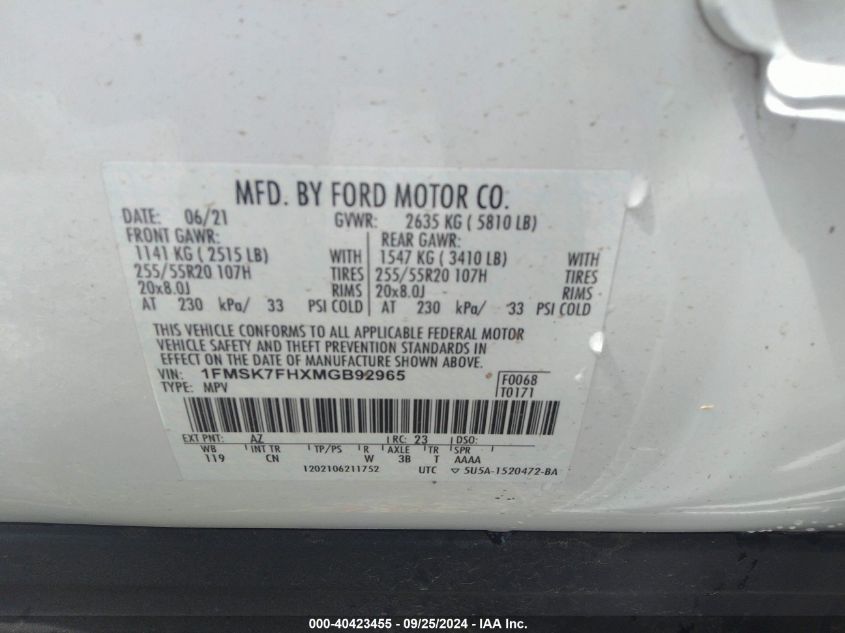 MFD. BY FORD MOTOR CO.
DATE: 06/21 GVWR: 2635 KG ( 5810 LB)
FRONT GAWR: REAR GAWR:
1141 KG ( 2515 LB) WITH 1547 KG ( 3410 LB) WITH
255/55R20 107H TIRES 255/55R20 107H TIRES
20x8.0J RIMS 20x8.0J RIMS
AT 230 kPa/ 33 PSI COLD AT 230 kPa/ 33 PSI COLD
THIS VEHICLE CONFORMS TO ALL APPLICABLE FEDERAL MOTOR
VEHICLE SAFETY AND THEFT PREVENTION STANDARDS IN
EFFECT ON THE DATE OF MANUFACTURE SHOWN ABOVE.
VIN: 1FMSK7FHXMGB92965 F0068
TYPE: MPV T0171
EXT PNT: AZ RC: 23 DSO:
WB INT TR TP/PS R AXLE TR SPR
119 CN W 3B T AAAA
1202106211752 UTC ▽ 5U5A-1520472-BA
000-40423455 - 09/25/2024 - IAA Inc.